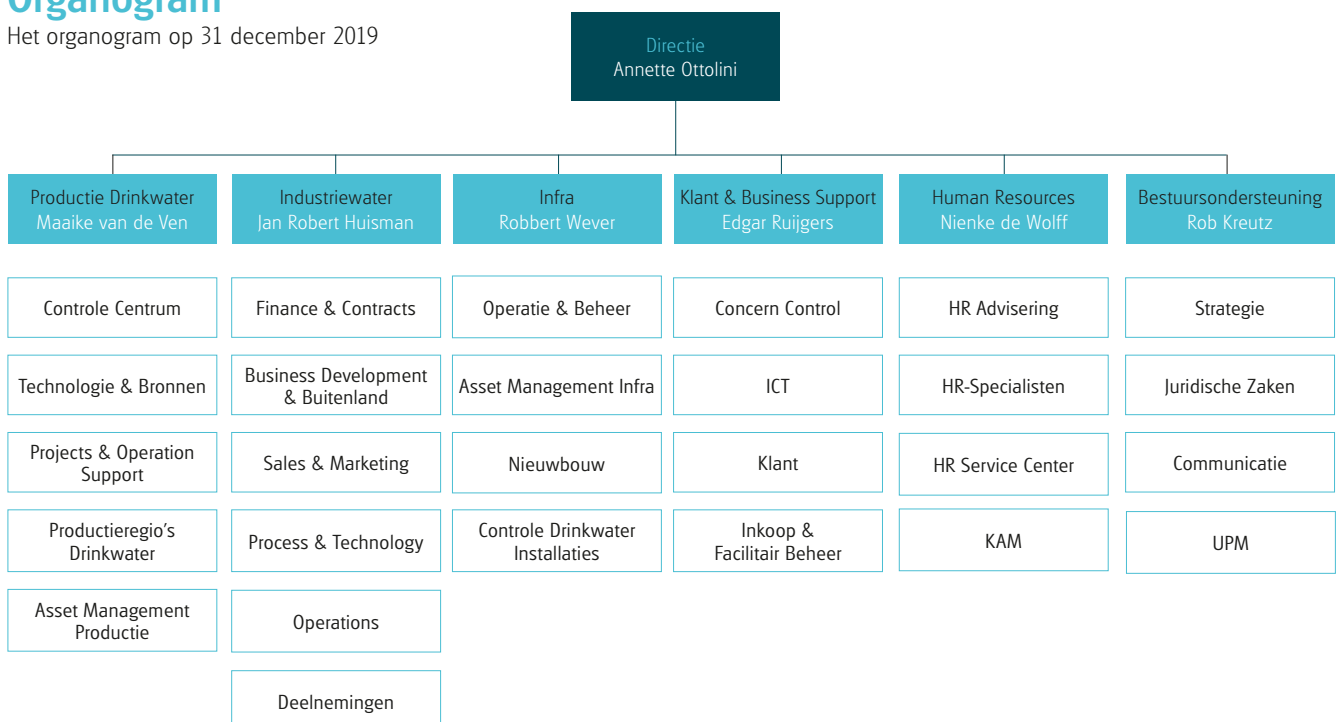 Organogram
Het organogram op 31 december 2019
Directie
Annette Ottolini
Productie Drinkwater
Maaike van de Ven
Industriewater
Jan Robert Huisman
Infra
Robbert Wever
Klant & Business Support
Edgar Ruijgers
Human Resources
Nienke de Wolff
Bestuursondersteuning
Rob Kreutz
Controle Centrum
Technologie & Bronnen
Projects & Operation
Support
Productieregio's
Drinkwater
Asset Management
Productie
Finance & Contracts
Business Development
& Buitenland
Sales & Marketing
Process & Technology
Operations
Deelnemingen
Operatie & Beheer
Asset Management Infra
Nieuwbouw
Controle Drinkwater
Installaties
Concern Control
ICT
Klant
Inkoop &
Facilitair Beheer
HR Advisering
HR-Specialisten
HR Service Center
KAM
Strategie
Juridische Zaken
Communicatie
UPM